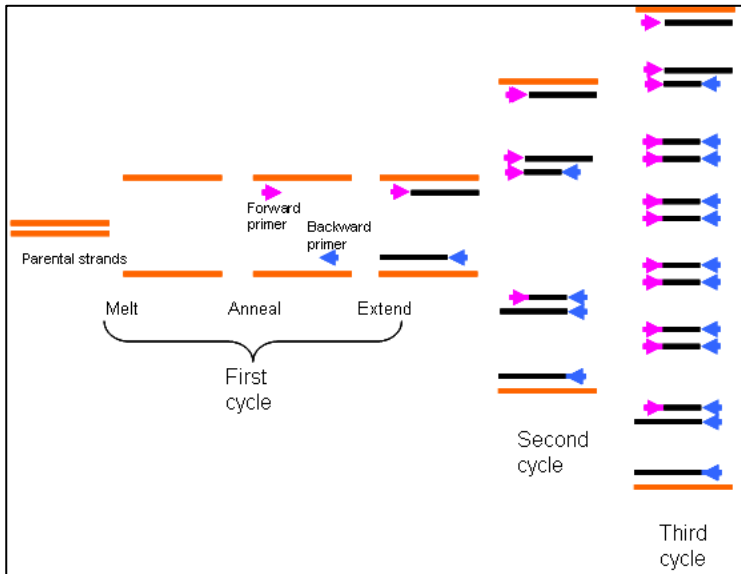 Forward
primer
Backward
primer
Parental strands
Melt
Anneal
Extend
First
cycle
Second
cycle
Third
cycle